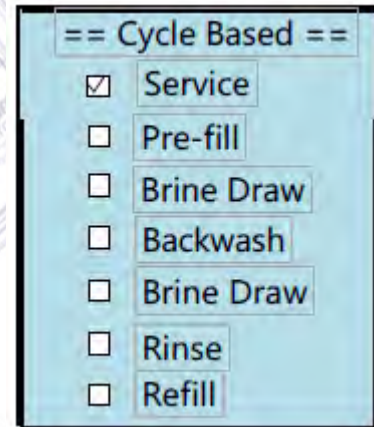 == Cycle Based ==
Service
Pre-fill
Brine Draw
Backwash
Brine Draw
Rinse
Refill